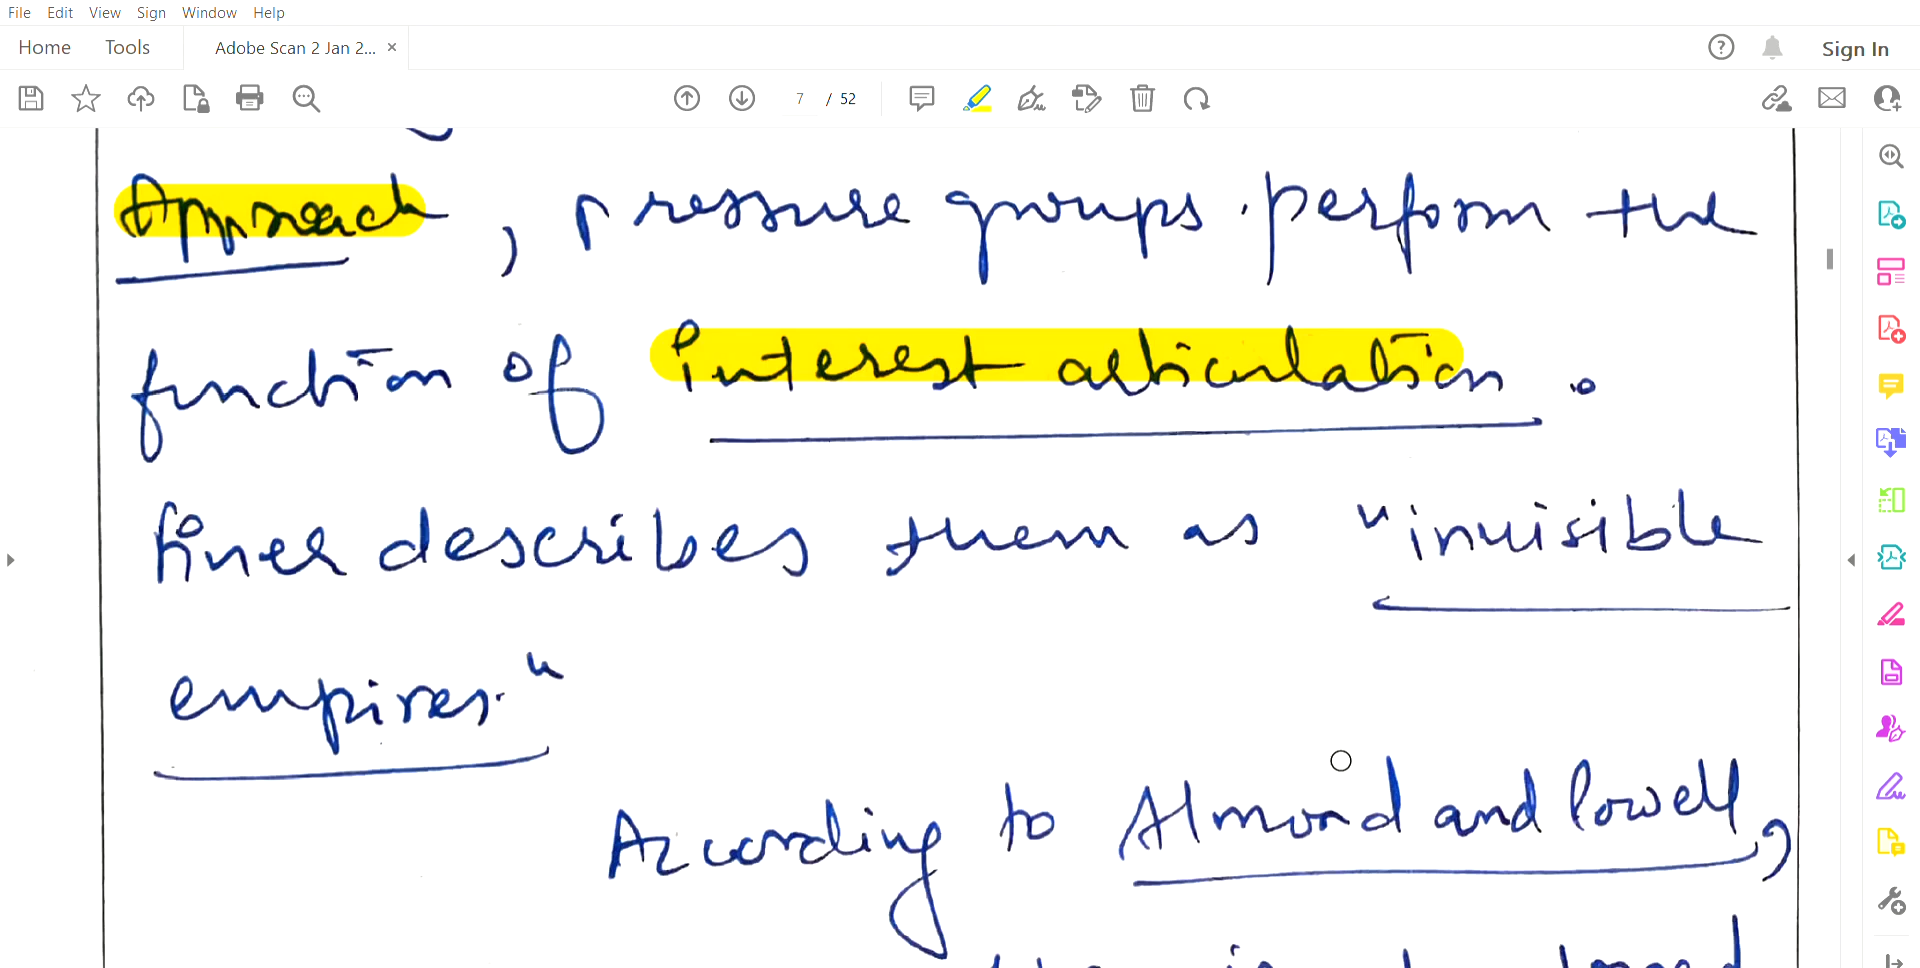 File Edit View Sign Window Help
Home Tools Adobe Scan 2 Jan 2... × Sign In
7 / 52
Approach, pressure groups perform the
function of interest articulation.
finer describes them as "invisible
empires."
According to Almond and Powell,